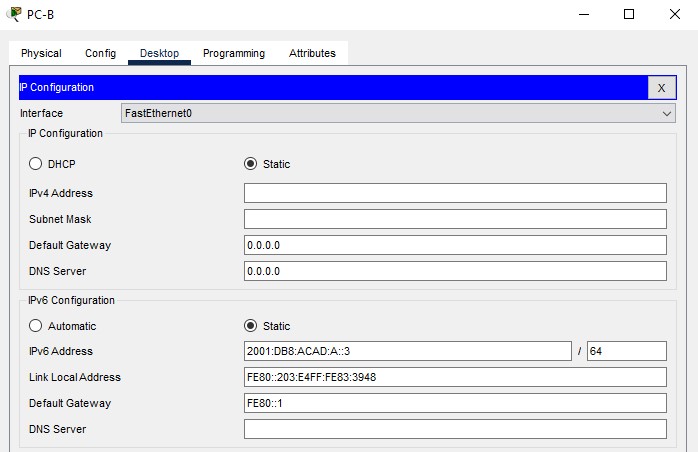 PC-B
Physical Config Desktop Programming Attributes
IP Configuration X
Interface FastEthernet0
IP Configuration
DHCP Static
IPv4 Address
Subnet Mask
Default Gateway 0.0.0.0
DNS Server 0.0.0.0
IPv6 Configuration
Automatic Static
IPv6 Address 2001:DB8:ACAD:A::3 / 64
Link Local Address FE80::203:E4FF:FE83:3948
Default Gateway FE80::1
DNS Server